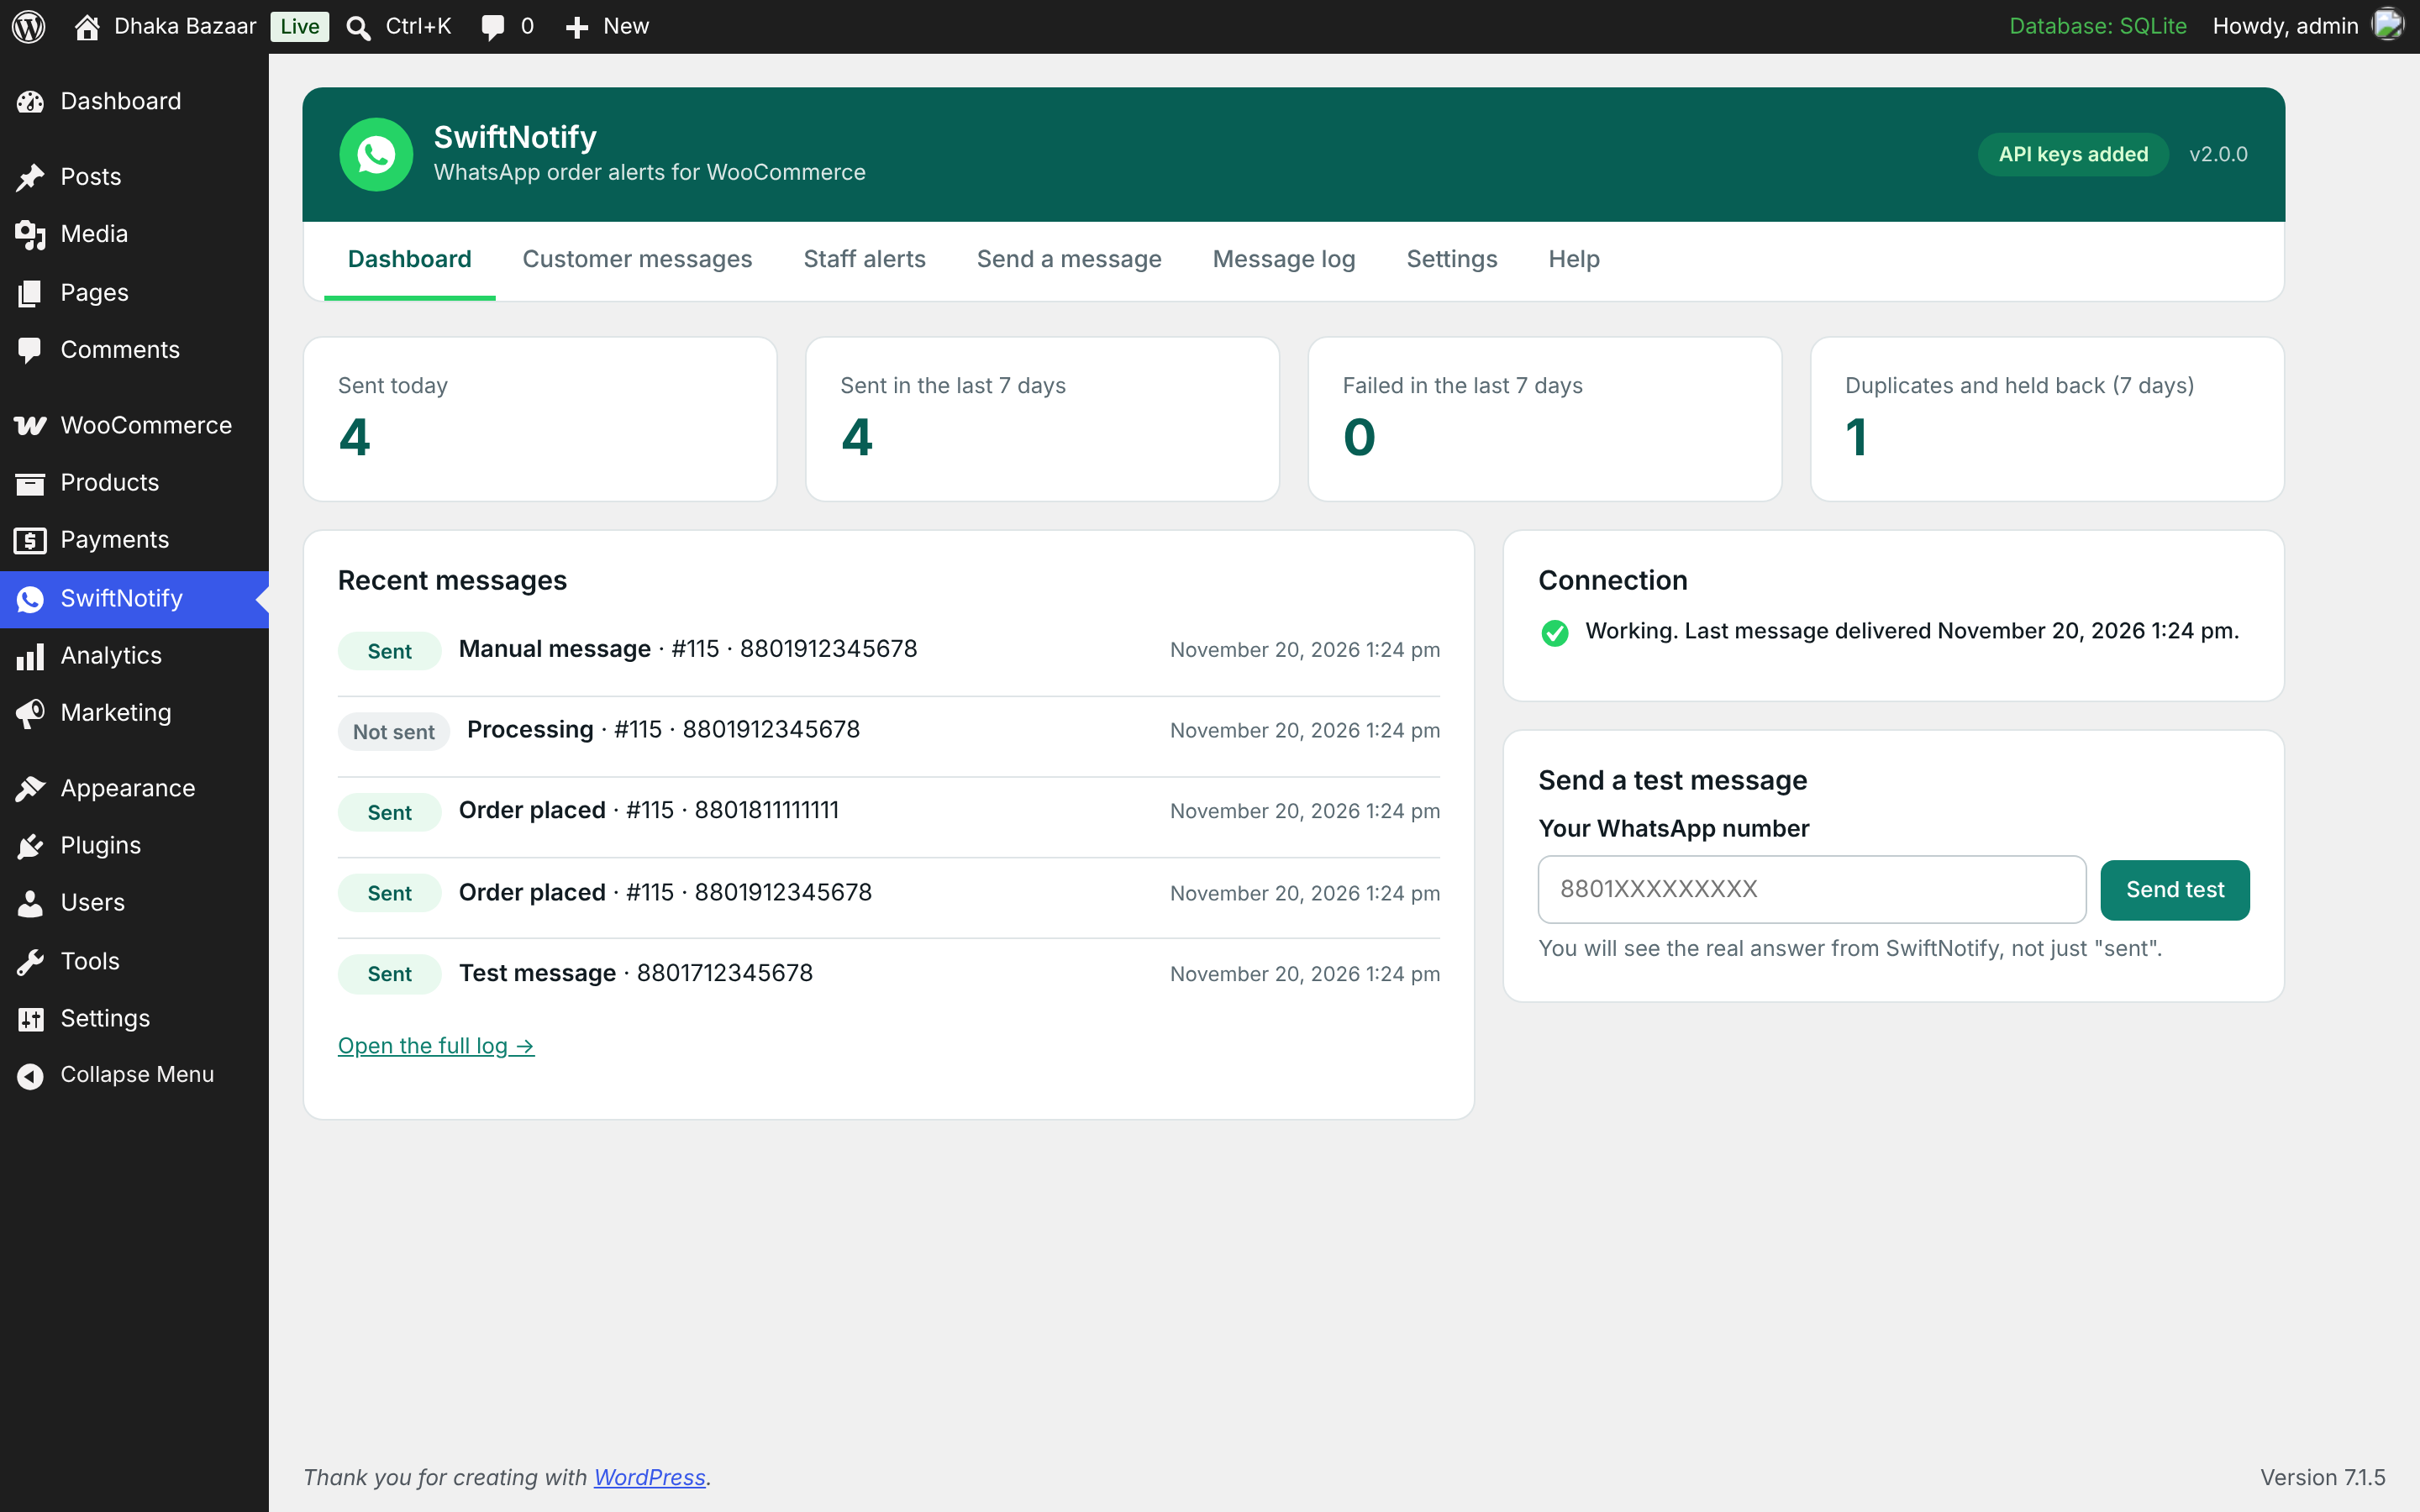 Dhaka Bazaar Live Ctrl+K 0 New Database: SQLite Howdy, admin
Dashboard
Posts
Media
Pages
Comments
WooCommerce
Products
Payments
SwiftNotify
Analytics
Marketing
Appearance
Plugins
Users
Tools
Settings
Collapse Menu
SwiftNotify
WhatsApp order alerts for WooCommerce
API keys added v2.0.0
Dashboard Customer messages Staff alerts Send a message Message log Settings Help
Sent today
4
Sent in the last 7 days
4
Failed in the last 7 days
0
Duplicates and held back (7 days)
1
Recent messages
Sent Manual message · #115 · 8801912345678 November 20, 2026 1:24 pm
Not sent Processing · #115 · 8801912345678 November 20, 2026 1:24 pm
Sent Order placed · #115 · 8801811111111 November 20, 2026 1:24 pm
Sent Order placed · #115 · 8801912345678 November 20, 2026 1:24 pm
Sent Test message · 8801712345678 November 20, 2026 1:24 pm
Open the full log →
Connection
Working. Last message delivered November 20, 2026 1:24 pm.
Send a test message
Your WhatsApp number
8801XXXXXXXXX Send test
You will see the real answer from SwiftNotify, not just "sent".
Thank you for creating with WordPress. Version 7.1.5